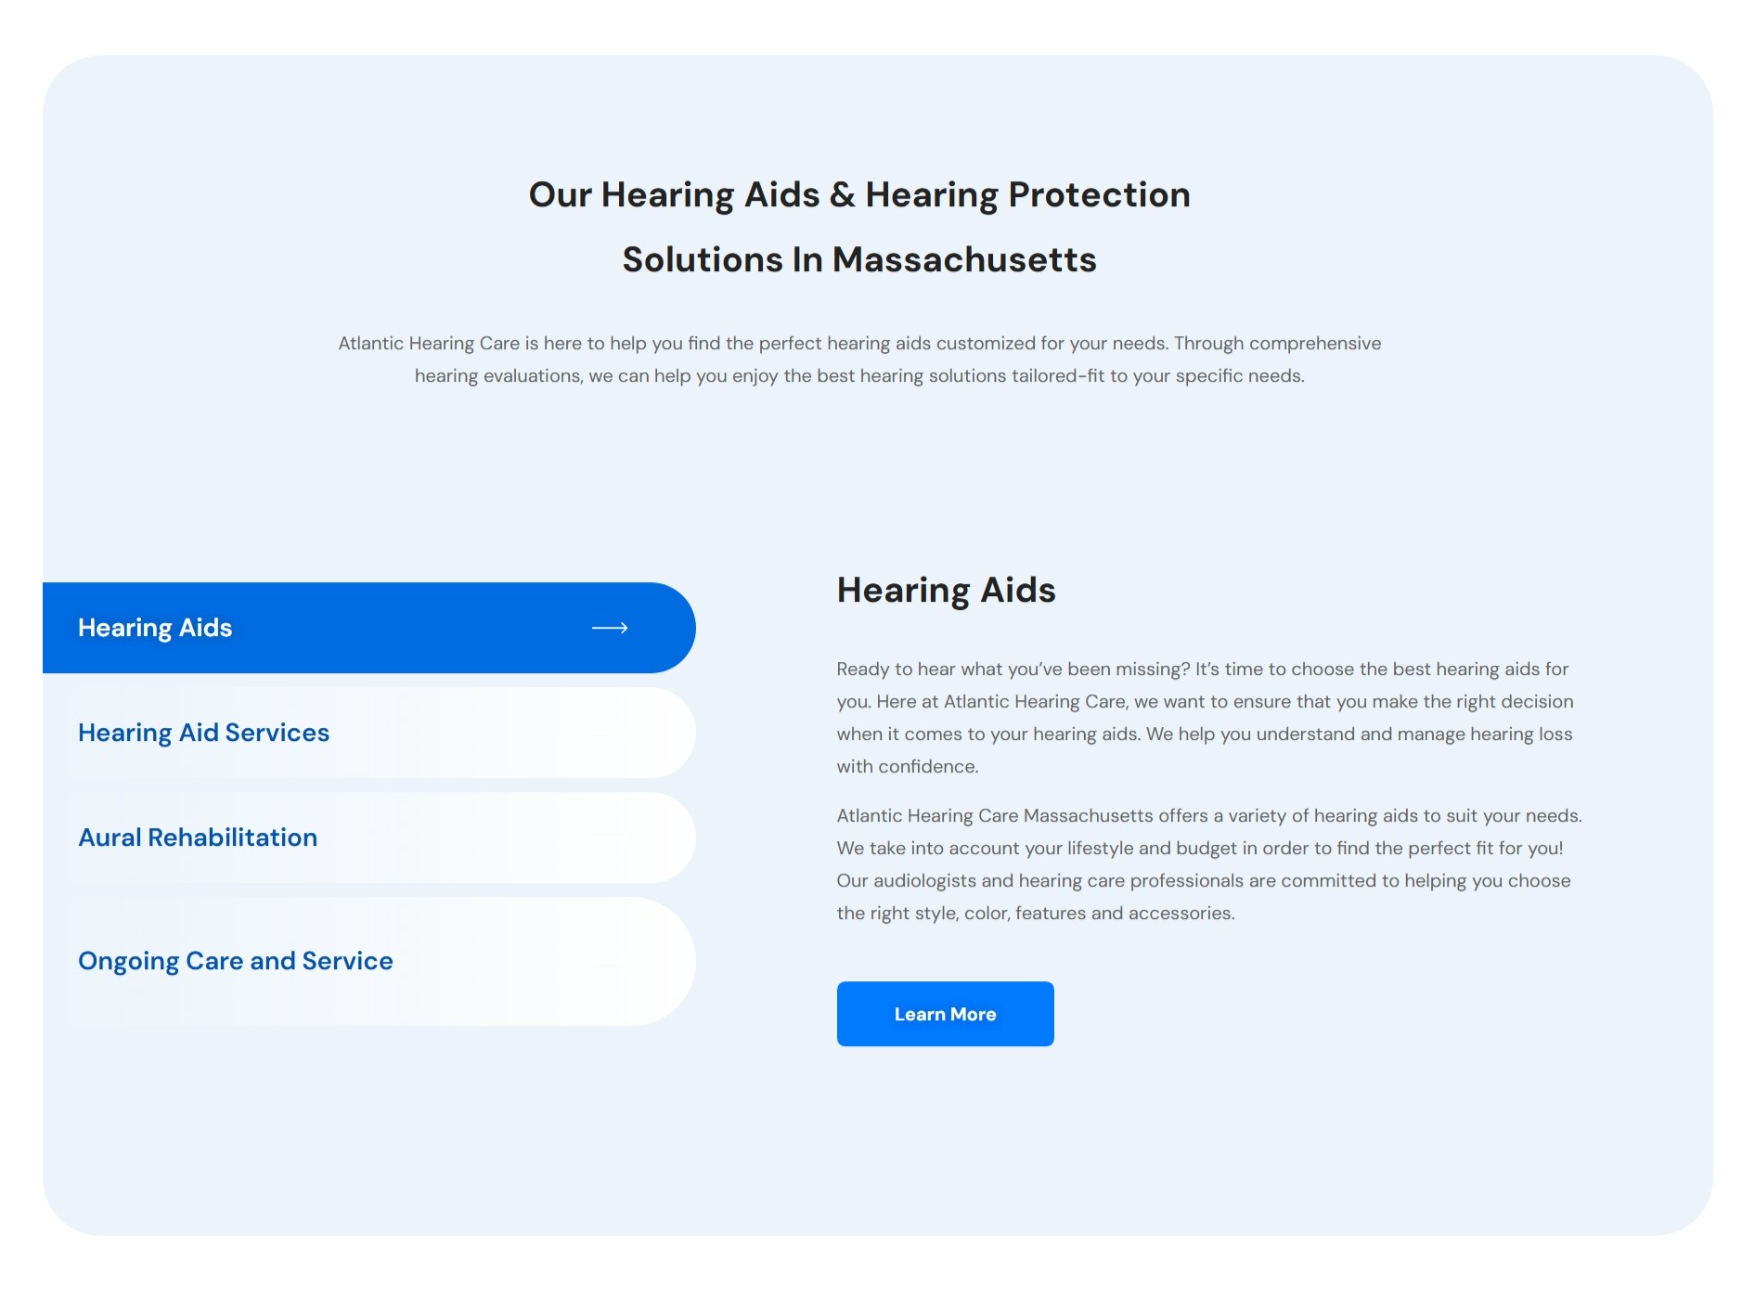 Our Hearing Aids & Hearing Protection
Solutions In Massachusetts
Atlantic Hearing Care is here to help you find the perfect hearing aids customized for your needs. Through comprehensive
hearing evaluations, we can help you enjoy the best hearing solutions tailored-fit to your specific needs.
Hearing Aids
Hearing Aid Services
Aural Rehabilitation
Ongoing Care and Service
Hearing Aids
Ready to hear what you’ve been missing? It’s time to choose the best hearing aids for
you. Here at Atlantic Hearing Care, we want to ensure that you make the right decision
when it comes to your hearing aids. We help you understand and manage hearing loss
with confidence.
Atlantic Hearing Care Massachusetts offers a variety of hearing aids to suit your needs.
We take into account your lifestyle and budget in order to find the perfect fit for you!
Our audiologists and hearing care professionals are committed to helping you choose
the right style, color, features and accessories.
Learn More